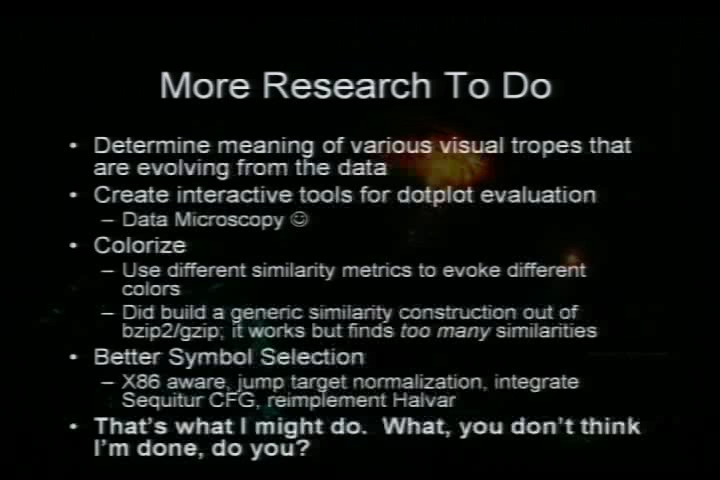 More Research To Do
• Determine meaning of various visual tropes that
are evolving from the data
• Create interactive tools for dotplot evaluation
– Data Microscopy ☺
• Colorize
– Use different similarity metrics to evoke different
colors
– Did build a generic similarity construction out of
bzip2/gzip; it works but finds too many similarities
• Better Symbol Selection
– X86 aware, jump target normalization, integrate
Sequitur CFG, reimplement Halvar
• That's what I might do. What, you don't think
I'm done, do you?